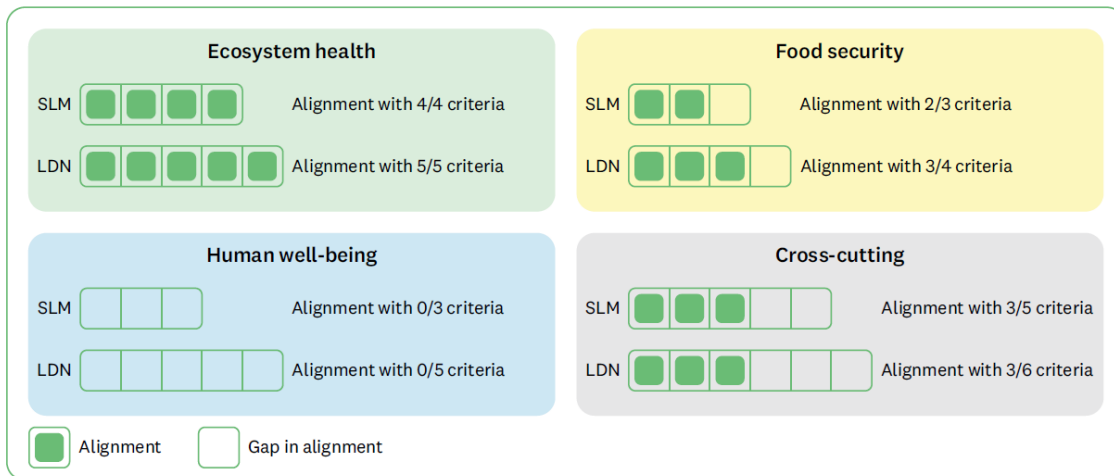 Ecosystem health
SLM Alignment with 4/4 criteria
LDN Alignment with 5/5 criteria
Food security
SLM Alignment with 2/3 criteria
LDN Alignment with 3/4 criteria
Human well-being
SLM Alignment with 0/3 criteria
LDN Alignment with 0/5 criteria
Cross-cutting
SLM Alignment with 3/5 criteria
LDN Alignment with 3/6 criteria
Alignment Gap in alignment